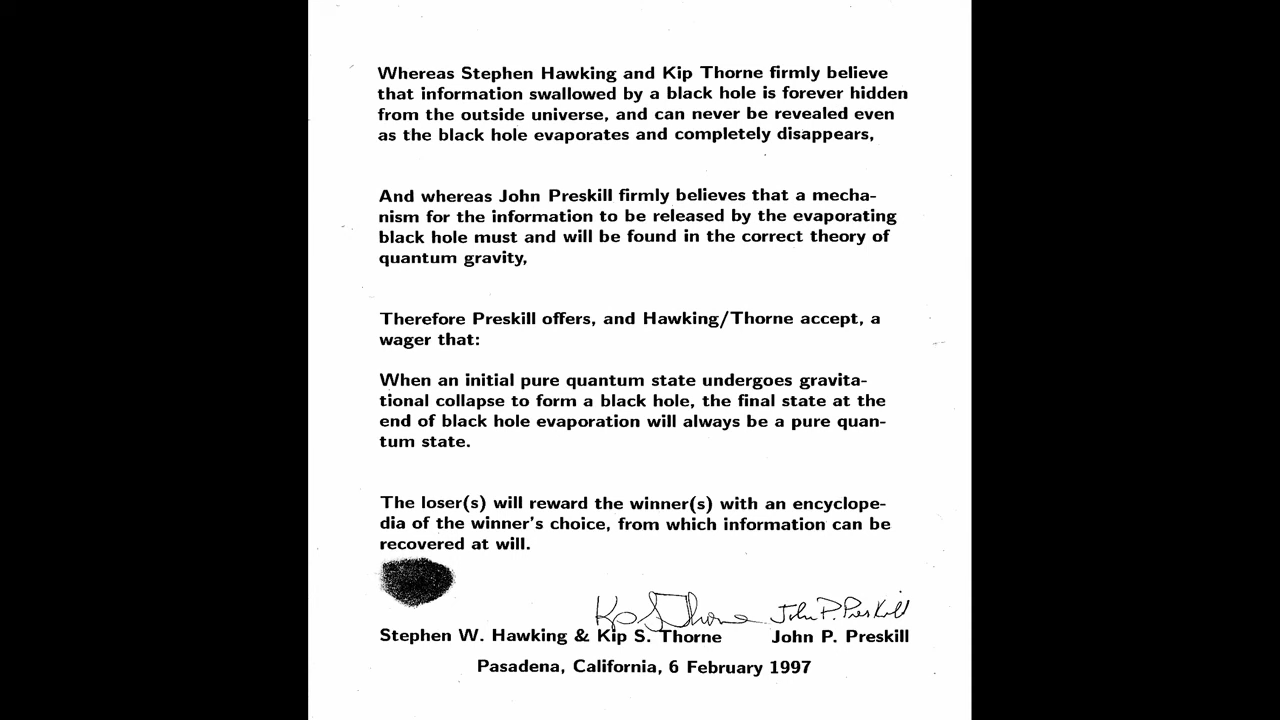 Whereas Stephen Hawking and Kip Thorne firmly believe
that information swallowed by a black hole is forever hidden
from the outside universe, and can never be revealed even
as the black hole evaporates and completely disappears,
And whereas John Preskill firmly believes that a mecha-
nism for the information to be released by the evaporating
black hole must and will be found in the correct theory of
quantum gravity,
Therefore Preskill offers, and Hawking/Thorne accept, a
wager that:
When an initial pure quantum state undergoes gravita-
tional collapse to form a black hole, the final state at the
end of black hole evaporation will always be a pure quan-
tum state.
The loser(s) will reward the winner(s) with an encyclope-
dia of the winner's choice, from which information can be
recovered at will.
Kip S Thorne John P. Preskill
Stephen W. Hawking & Kip S. Thorne John P. Preskill
Pasadena, California, 6 February 1997